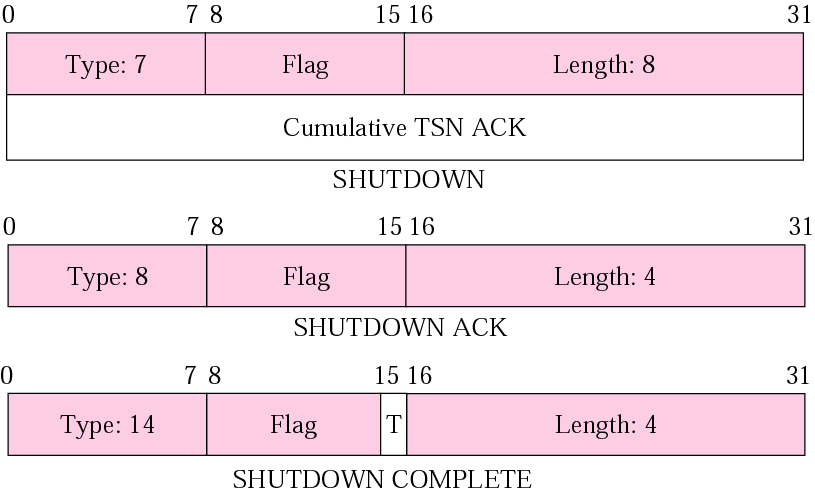 0 7 8 15 16 31
Type: 7 Flag Length: 8
Cumulative TSN ACK
SHUTDOWN
0 7 8 15 16 31
Type: 8 Flag Length: 4
SHUTDOWN ACK
0 7 8 15 16 31
Type: 14 Flag T Length: 4
SHUTDOWN COMPLETE